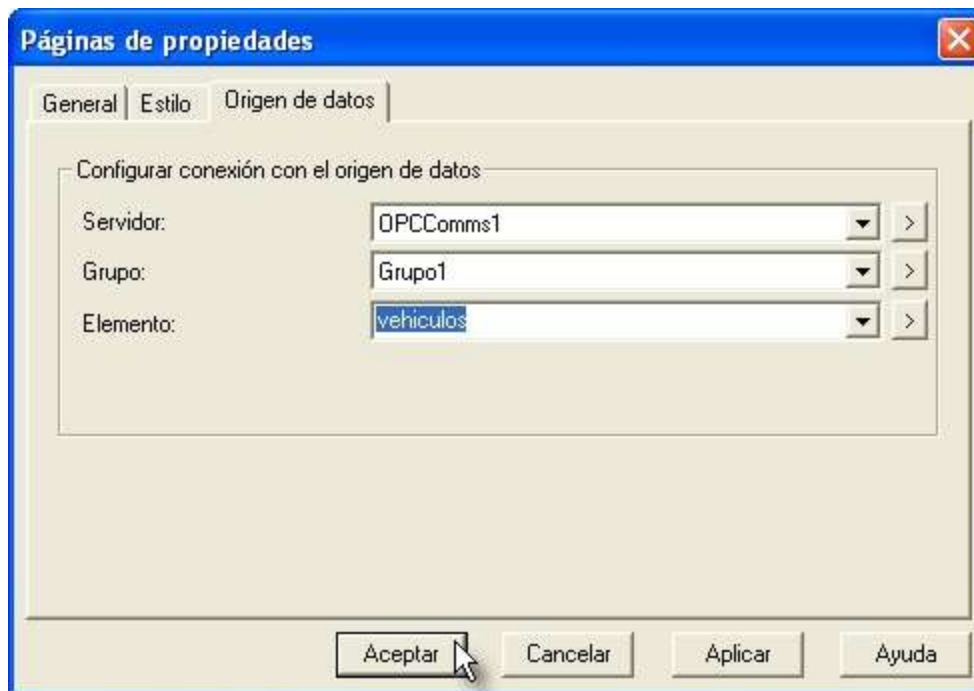 Páginas de propiedades
General Estilo Origen de datos
Configurar conexión con el origen de datos
Servidor: OPCComms1 >
Grupo: Grupo1 >
Elemento: vehiculos >
Aceptar Cancelar Aplicar Ayuda